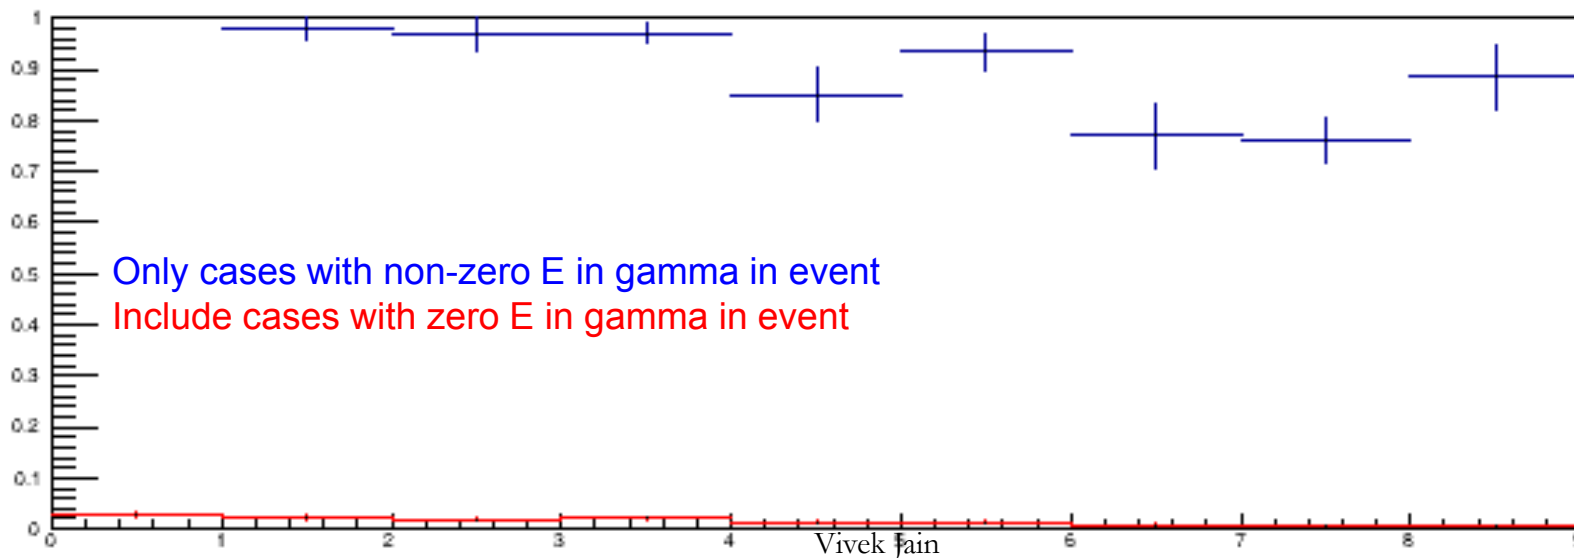 1
0.9
0.8
0.7
0.6
0.5
Only cases with non-zero E in gamma in event
Include cases with zero E in gamma in event
0.4
0.3
0.2
0.1
0
0 1 2 3 4 5 6 7 8
Vivek Jain